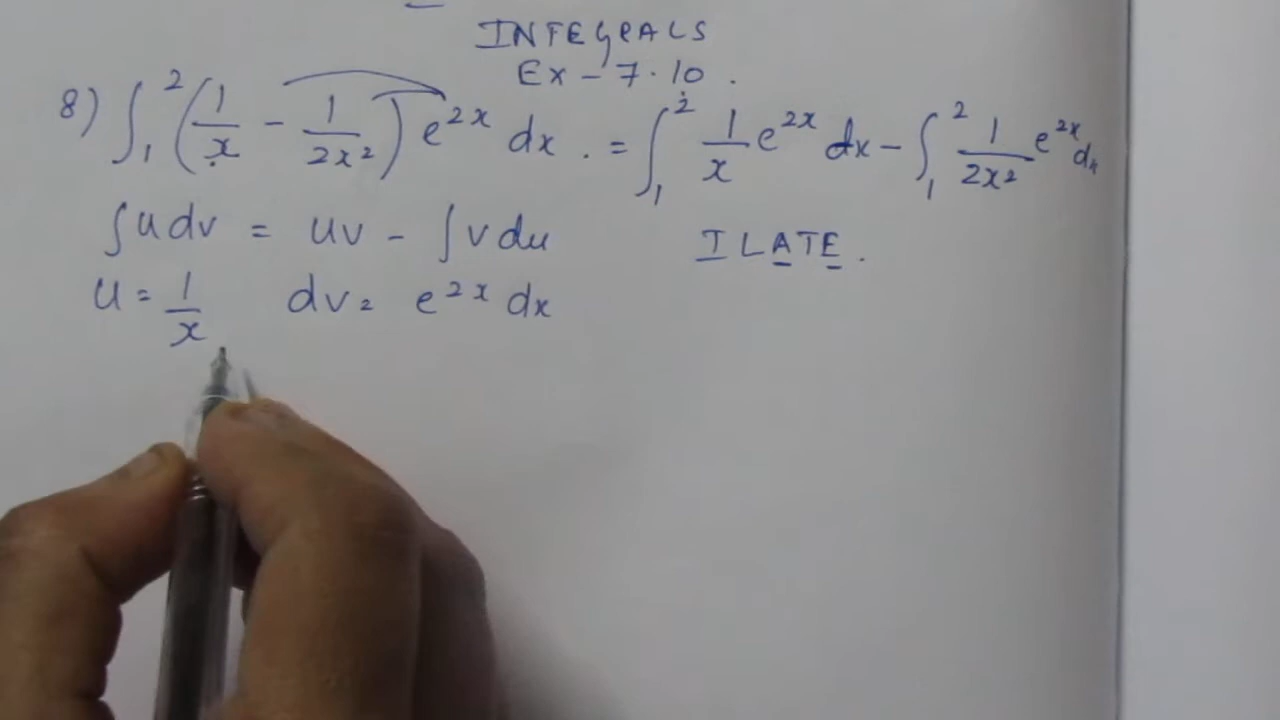 INTEGRALS
Ex - 7.10.
8) ∫₁² (1/x - 1/2x²) e^2x dx. = ∫₁² 1/x e^2x dx - ∫₁² 1/2x² e^2x dx
∫u dv = uv - ∫v du
ILATE.
u = 1/x dv = e^2x dx